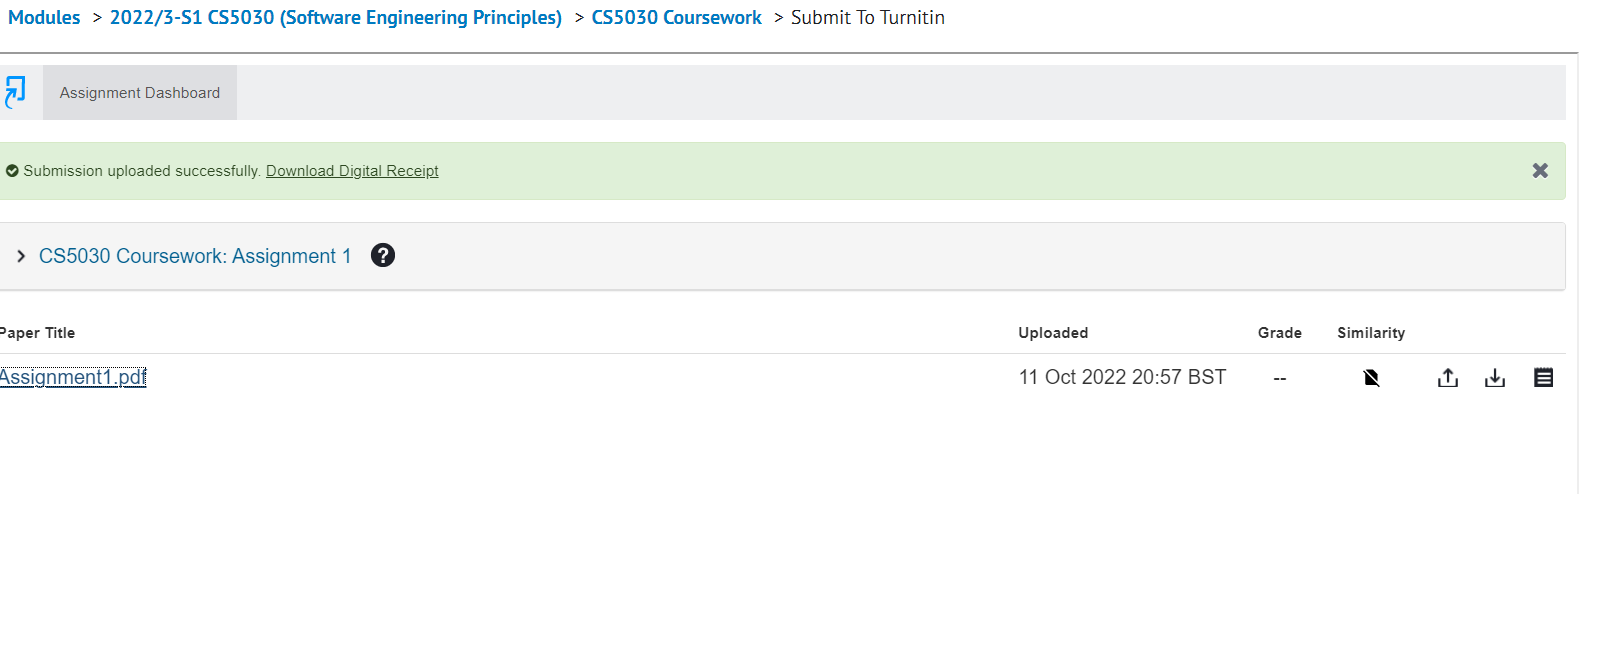 Modules > 2022/3-S1 CS5030 (Software Engineering Principles) > CS5030 Coursework > Submit To Turnitin
Assignment Dashboard
Submission uploaded successfully. Download Digital Receipt
CS5030 Coursework: Assignment 1 ?
Paper Title Uploaded Grade Similarity
Assignment1.pdf 11 Oct 2022 20:57 BST --